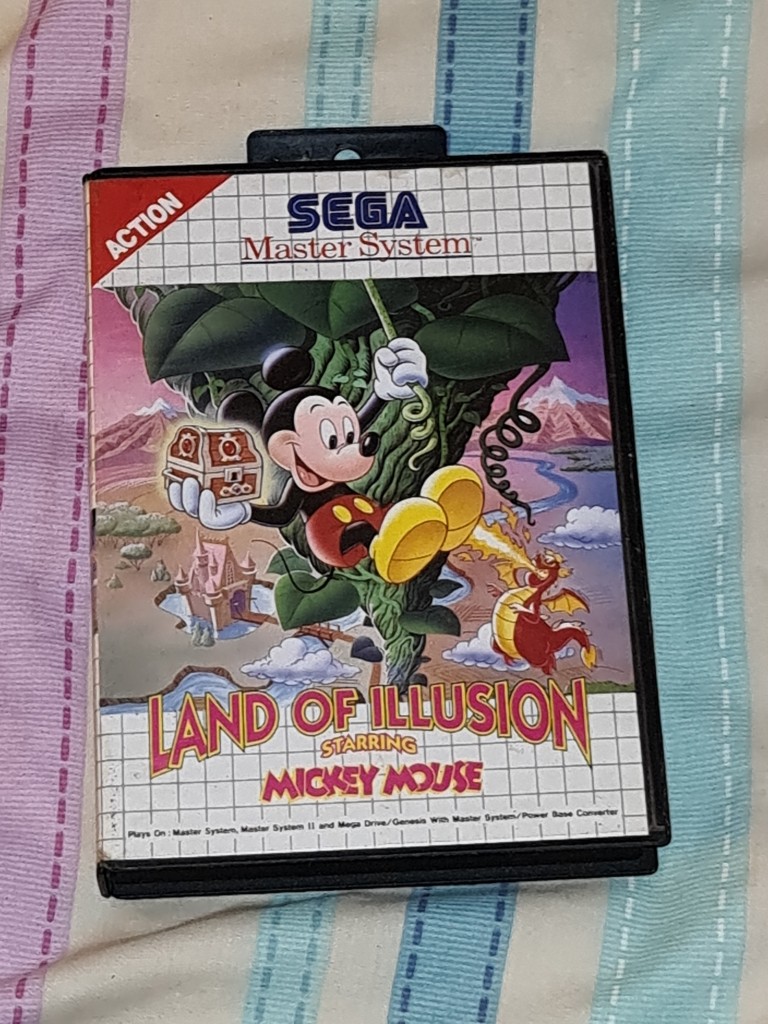 ACTION
SEGA
Master System™
LAND OF ILLUSION
STARRING
MICKEY MOUSE
Plays On : Master System, Master System II and Mega Drive/Genesis With Master System/Power Base Converter